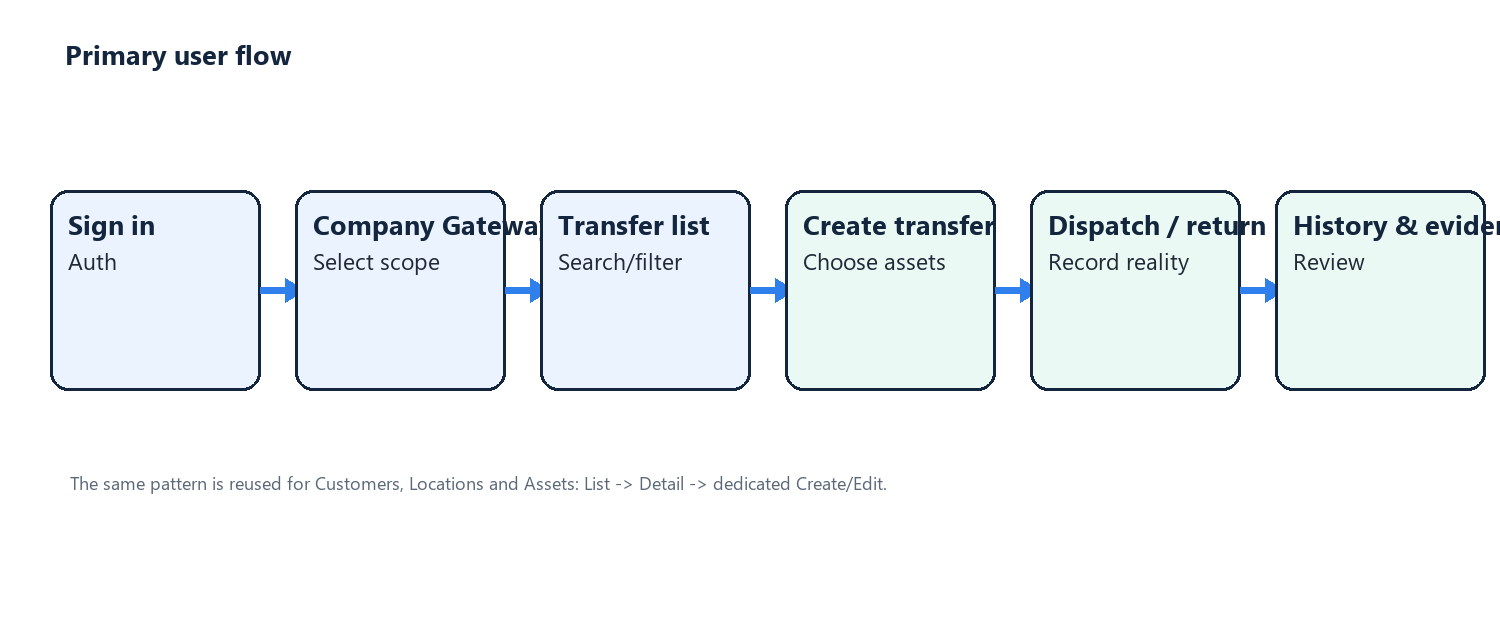 Primary user flow
Sign in
Auth
Company Gateway
Select scope
Transfer list
Search/filter
Create transfer
Choose assets
Dispatch / return
Record reality
History &
Review
The same pattern is reused for Customers, Locations and Assets: List -> Detail -> dedicated Create/Edit.